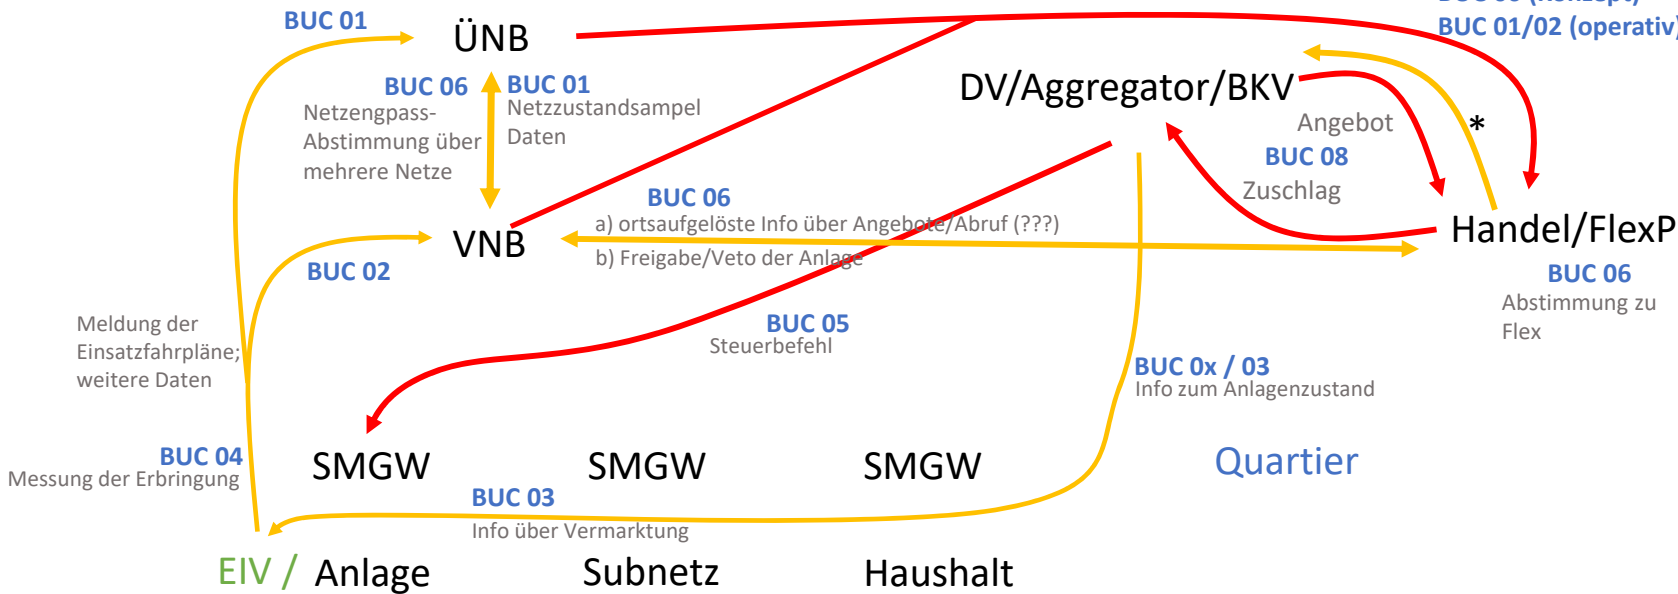 BUC 01
ÜNB
BUC 01/02 (operativ)
DV/Aggregator/BKV
BUC 06
Netzengpass-
Abstimmung über
mehrere Netze
BUC 01
Netzzustandsampel
Daten
Angebot
*
BUC 08
Zuschlag
BUC 06
a) ortsaufgelöste Info über Angebote/Abruf (???)
b) Freigabe/Veto der Anlage
VNB
Handel/FlexP
BUC 02
BUC 06
Abstimmung zu
Flex
Meldung der
Einsatzfahrpläne;
weitere Daten
BUC 05
Steuerbefehl
BUC 0x / 03
Info zum Anlagenzustand
BUC 04
Messung der Erbringung
SMGW
SMGW
SMGW
Quartier
BUC 03
Info über Vermarktung
EIV / Anlage
Subnetz
Haushalt